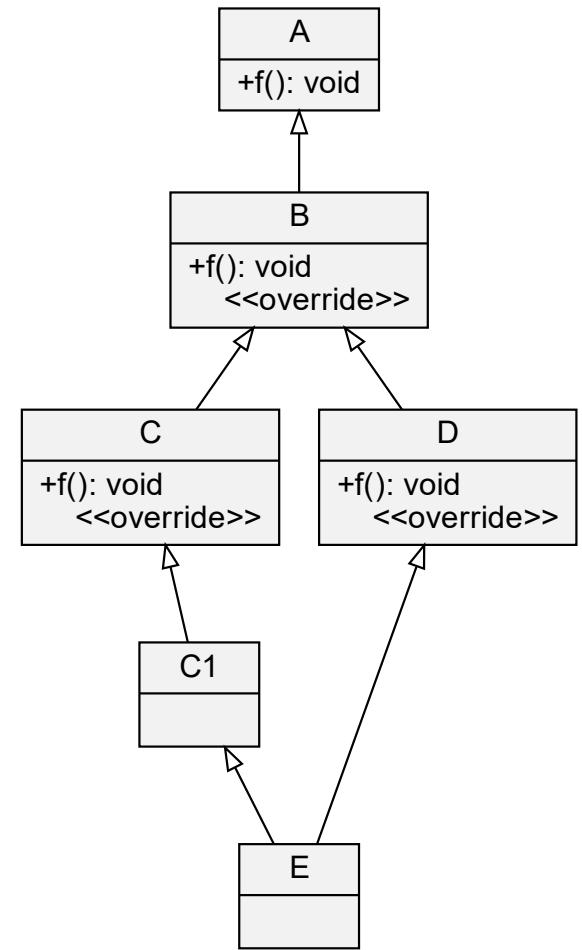 A
+f(): void
B
+f(): void
<<override>>
C
+f(): void
<<override>>
D
+f(): void
<<override>>
C1
E